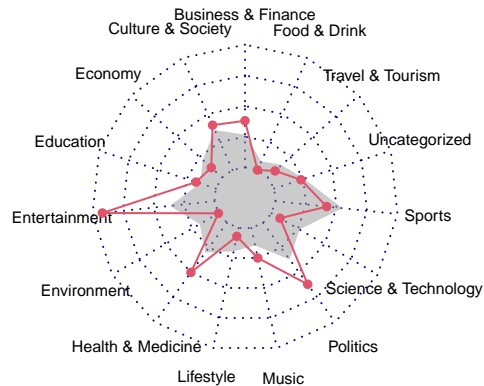 Business & Finance
Culture & Society
Food & Drink
Economy
Travel & Tourism
Education
Uncategorized
Entertainment
Sports
Environment
Science & Technology
Health & Medicine
Politics
Lifestyle
Music